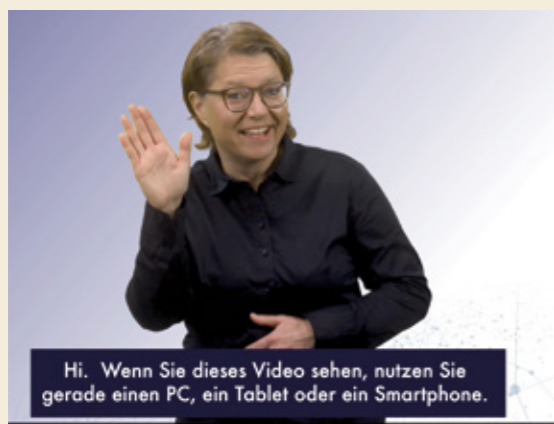 Hi. Wenn Sie dieses Video sehen, nutzen Sie
gerade einen PC, ein Tablet oder ein Smartphone.